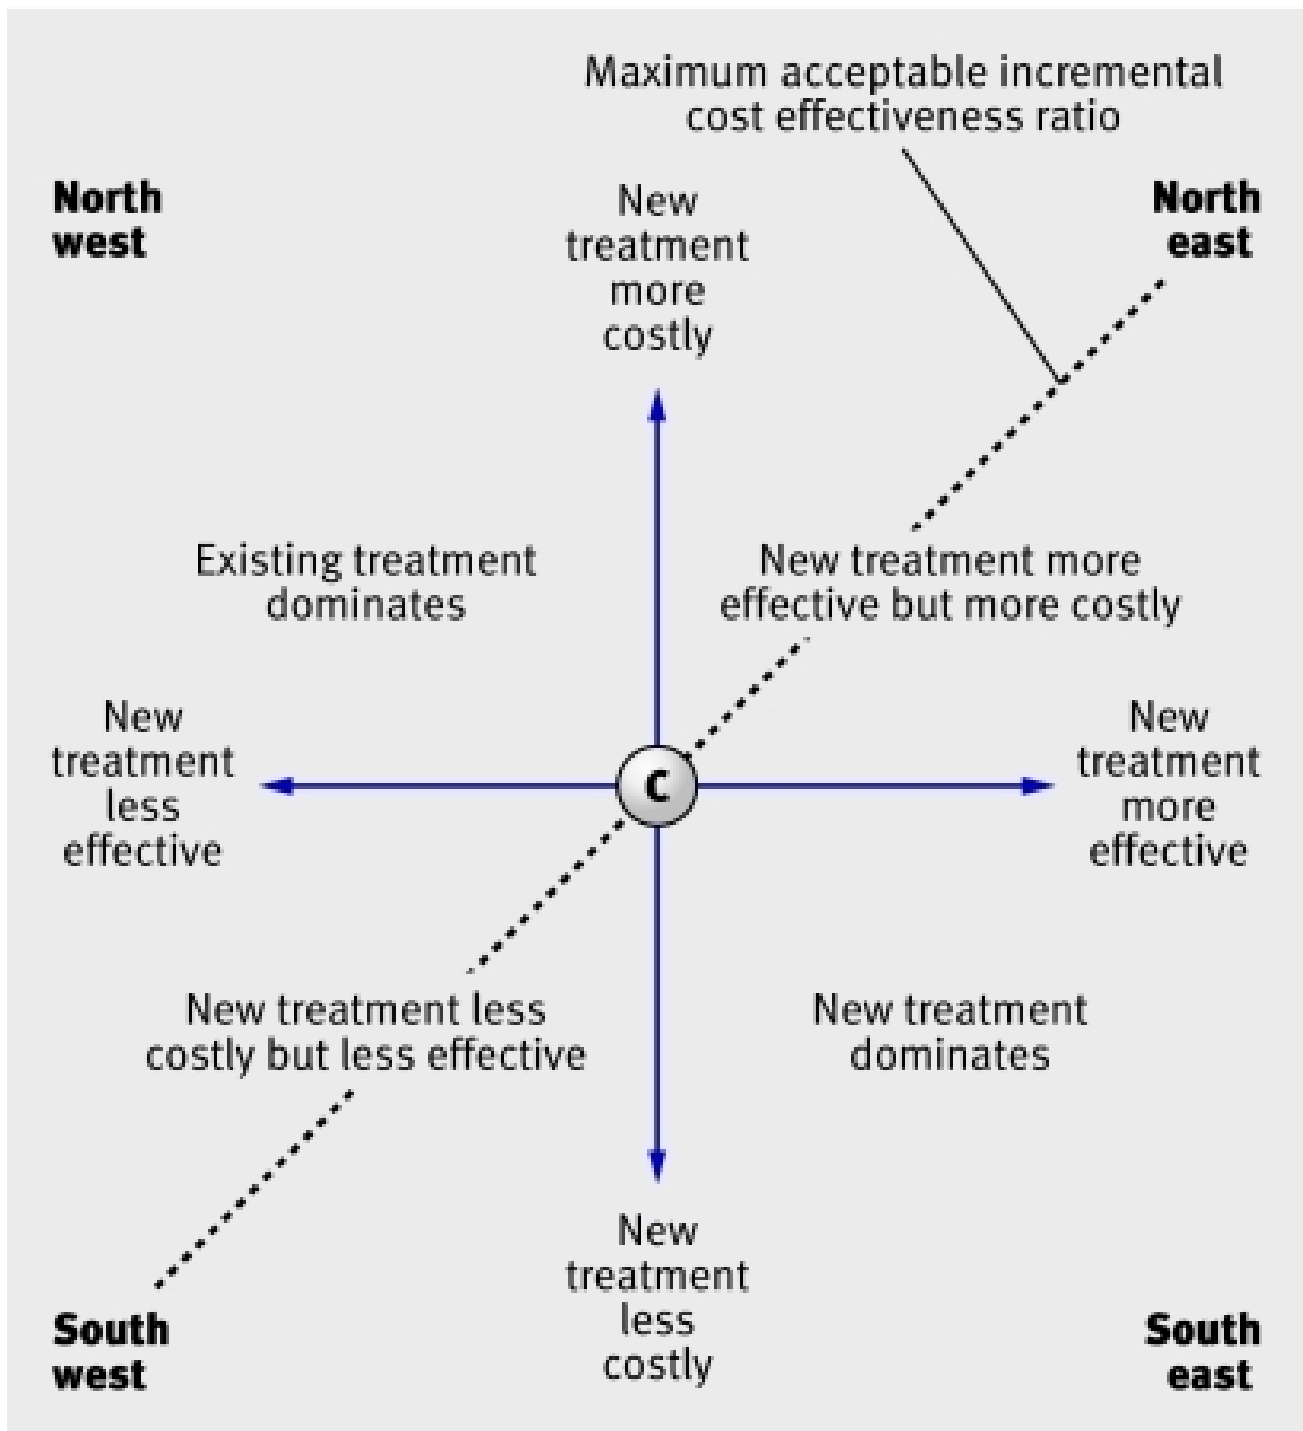 Maximum acceptable incremental
cost effectiveness ratio
North
west
New
treatment
more
costly
North
east
Existing treatment
dominates
New treatment more
effective but more costly
New
treatment
less
effective
C
New
treatment
more
effective
New treatment less
costly but less effective
New treatment
dominates
New
treatment
less
costly
South
west
South
east